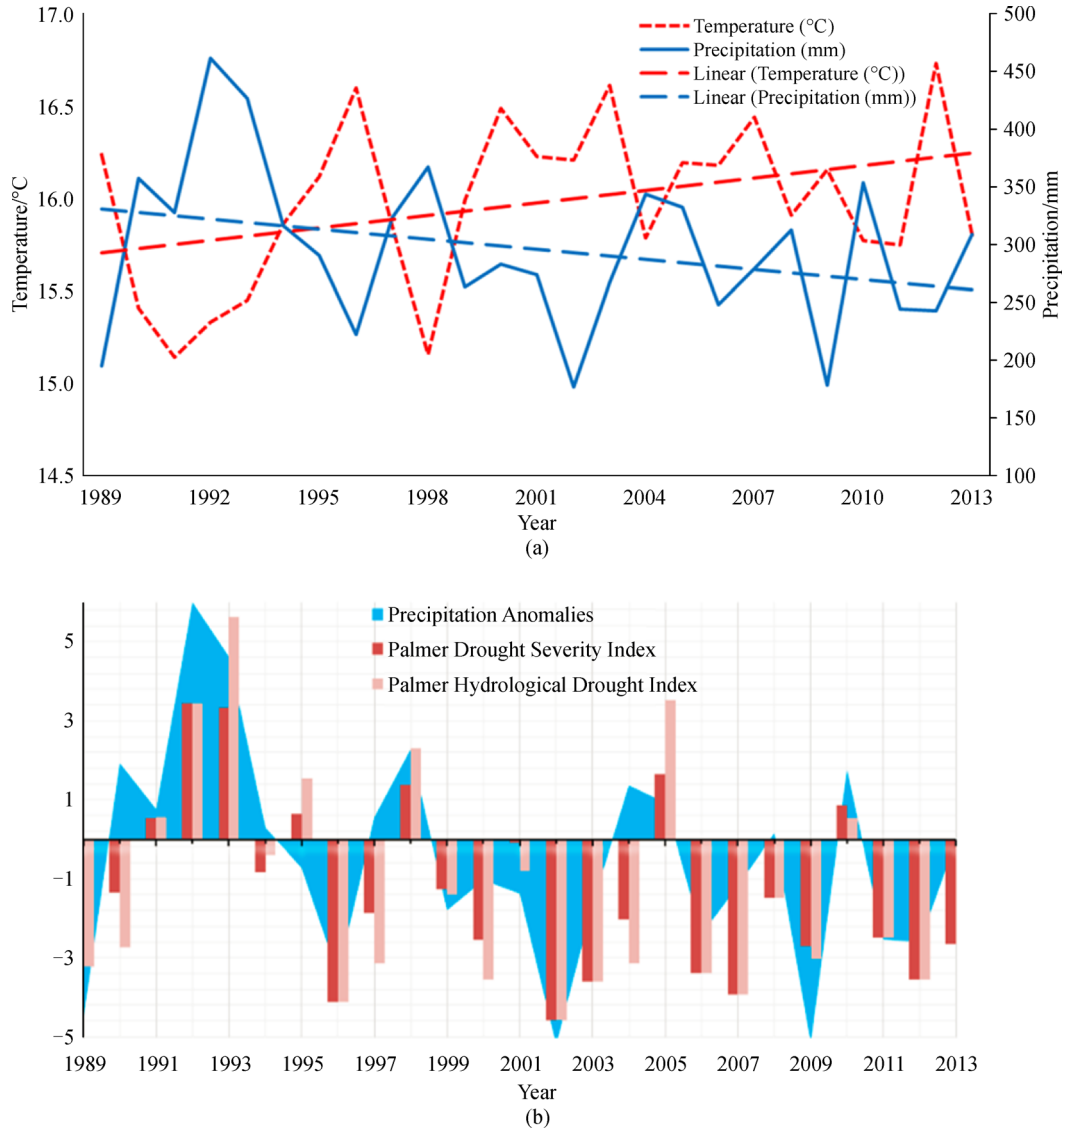 17.0
16.5
16.0
15.5
15.0
14.5
Temperature/°C
500
450
400
350
300
250
200
150
100
Precipitation/mm
Temperature (°C)
Precipitation (mm)
Linear (Temperature (°C))
Linear (Precipitation (mm))
1989 1992 1995 1998 2001 2004 2007 2010 2013
Year
(a)
5
3
1
−1
−3
−5
Precipitation Anomalies
Palmer Drought Severity Index
Palmer Hydrological Drought Index
1989 1991 1993 1995 1997 1999 2001 2003 2005 2007 2009 2011 2013
Year
(b)